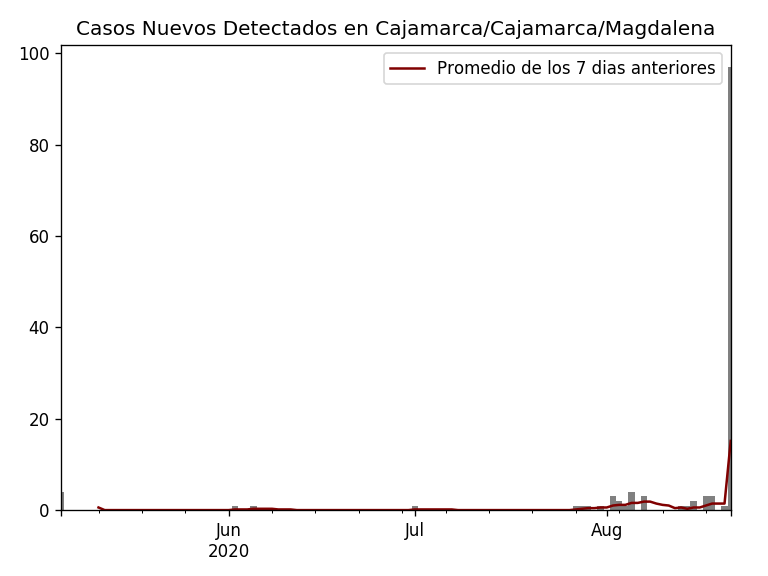 Casos Nuevos Detectados en Cajamarca/Cajamarca/Magdalena
Promedio de los 7 dias anteriores
100
80
60
40
20
0
Jun
2020
Jul
Aug